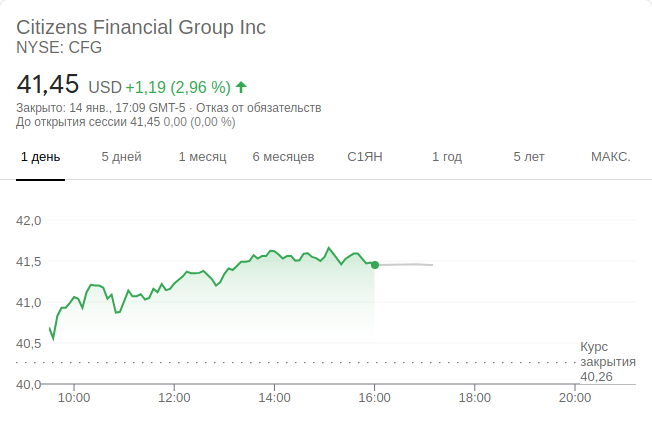 Citizens Financial Group Inc
NYSE: CFG
41,45 USD +1,19 (2,96 %)
Закрыто: 14 янв., 17:09 GMT-5 · Отказ от обязательств
До открытия сессии 41,45 0,00 (0,00 %)
1 день 5 дней 1 месяц 6 месяцев С1ЯН 1 год 5 лет МАКС.
42,0
41,5
41,0
40,5
Курс
закрытия
40,26
40,0
10:00 12:00 14:00 16:00 18:00 20:00